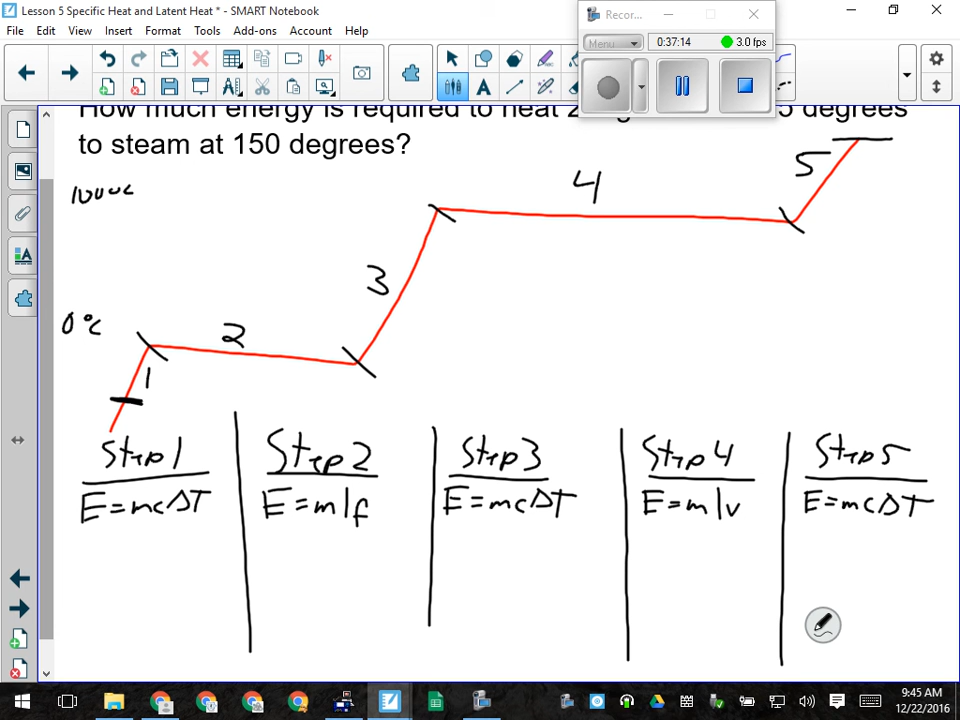 Lesson 5 Specific Heat and Latent Heat * - SMART Notebook
Recor...
File Edit View Insert Format Tools Add-ons Account Help
Menu
0:37:14
3.0 fps
How much energy is required to heat 2
5 degrees
to steam at 150 degrees?
5
4
3
0°C
2
1
Step 1
Step 2
Step 3
Step 4
Step 5
E=mcΔT
E=mlf
E=mcΔT
E=mlv
E=mcΔT
9:45 AM
12/22/2016